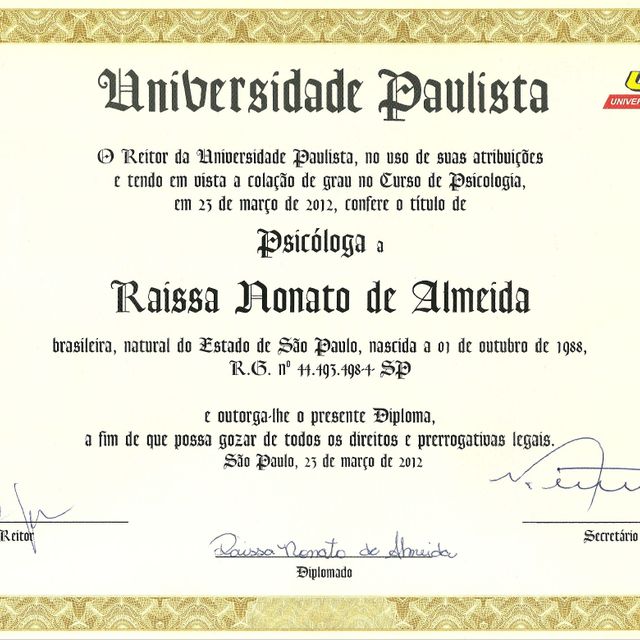 Universidade Paulista
UNIVER
O Reitor da Universidade Paulista, no uso de suas atribuições
e tendo em vista a colação de grau no Curso de Psicologia,
em 23 de março de 2012, confere o título de
Psicóloga a
Raissa Nonato de Almeida
brasileira, natural do Estado de São Paulo, nascida a 03 de outubro de 1988,
R.G. nº 44.493.498-4 SP
e outorga-lhe o presente Diploma,
a fim de que possa gozar de todos os direitos e prerrogativas legais.
São Paulo, 23 de março de 2012
Reitor
Secretário
Raissa Nonato de Almeida
Diplomado